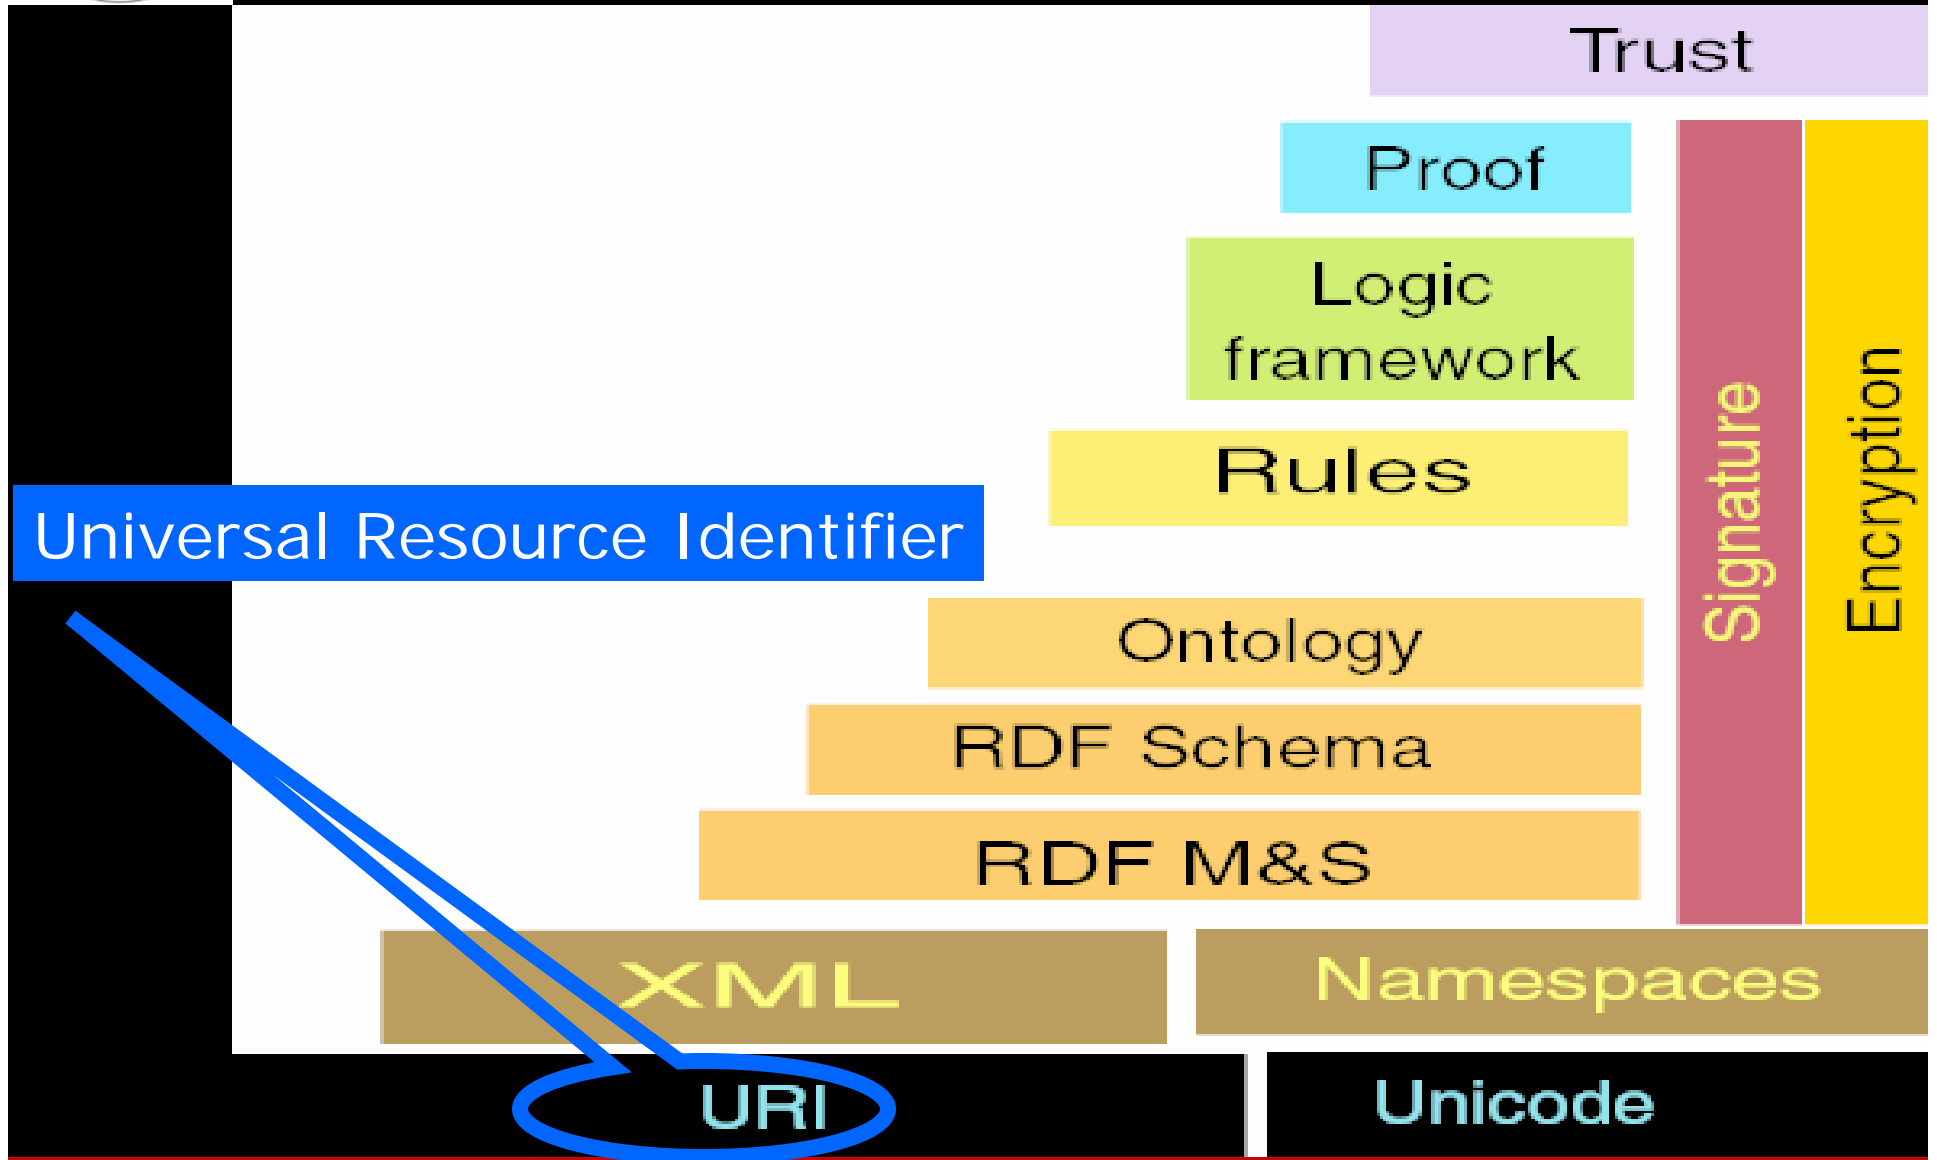 Trust
Proof
Logic
framework
Rules
Signature
Encryption
Universal Resource Identifier
Ontology
RDF Schema
RDF M&S
XML
Namespaces
URI
Unicode